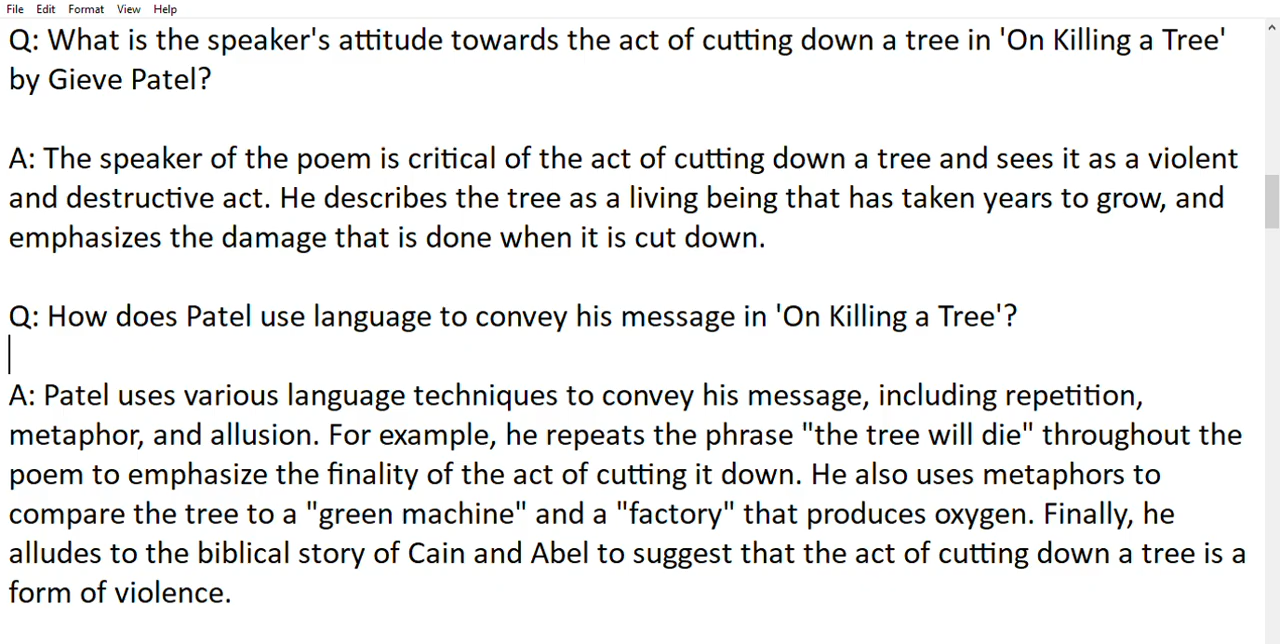 File Edit Format View Help
Q: What is the speaker's attitude towards the act of cutting down a tree in 'On Killing a Tree'
by Gieve Patel?
A: The speaker of the poem is critical of the act of cutting down a tree and sees it as a violent
and destructive act. He describes the tree as a living being that has taken years to grow, and
emphasizes the damage that is done when it is cut down.
Q: How does Patel use language to convey his message in 'On Killing a Tree'?
A: Patel uses various language techniques to convey his message, including repetition,
metaphor, and allusion. For example, he repeats the phrase "the tree will die" throughout the
poem to emphasize the finality of the act of cutting it down. He also uses metaphors to
compare the tree to a "green machine" and a "factory" that produces oxygen. Finally, he
alludes to the biblical story of Cain and Abel to suggest that the act of cutting down a tree is a
form of violence.